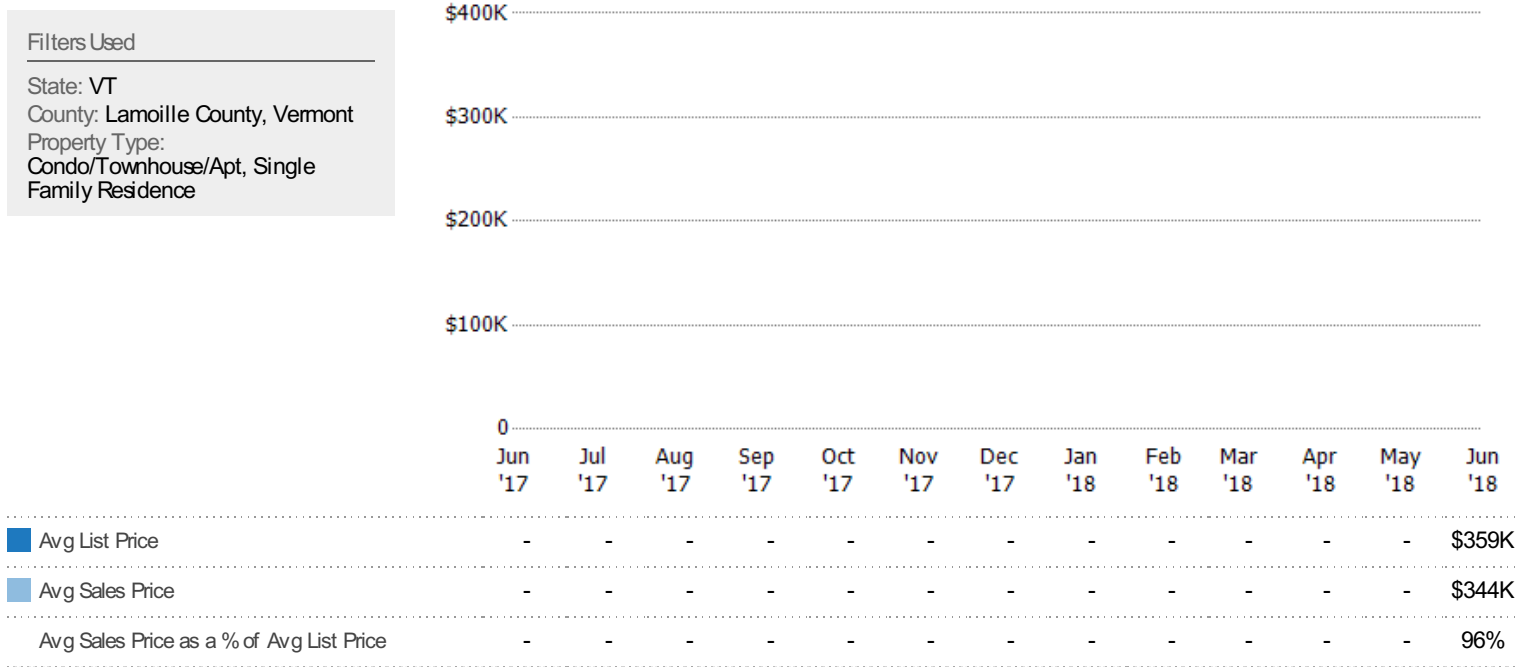 Filters Used
State: VT
County: Lamoille County, Vermont
Property Type:
Condo/Townhouse/Apt, Single
Family Residence
$400K
$300K
$200K
$100K
0
Jun Jul Aug Sep Oct Nov Dec Jan Feb Mar Apr May Jun
'17 '17 '17 '17 '17 '17 '17 '18 '18 '18 '18 '18 '18
Avg List Price - - - - - - - - - - - - $359K
Avg Sales Price - - - - - - - - - - - - $344K
Avg Sales Price as a % of Avg List Price - - - - - - - - - - - - 96%